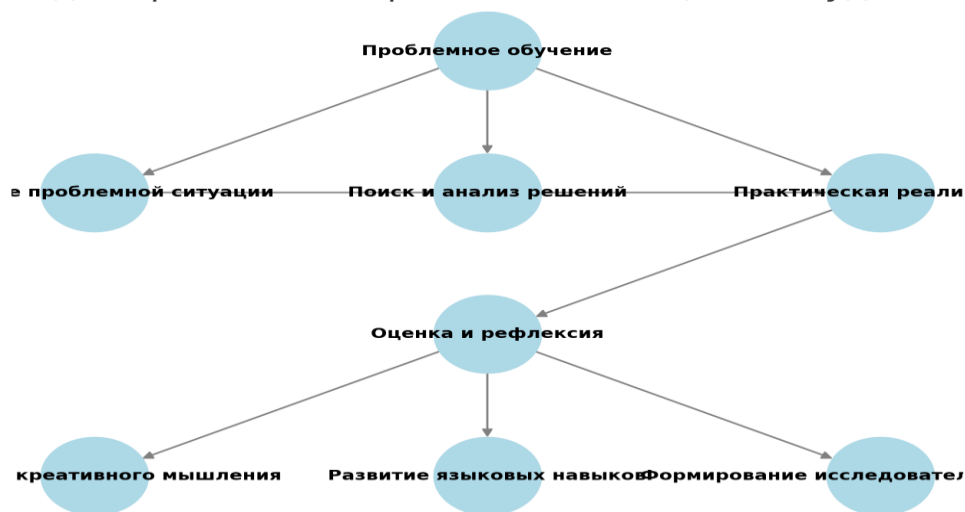 Проблемное обучение
е проблемной ситуации
Поиск и анализ решений
Практическая реали
Оценка и рефлексия
креативного мышления
Развитие языковых навыков
Формирование исследовател